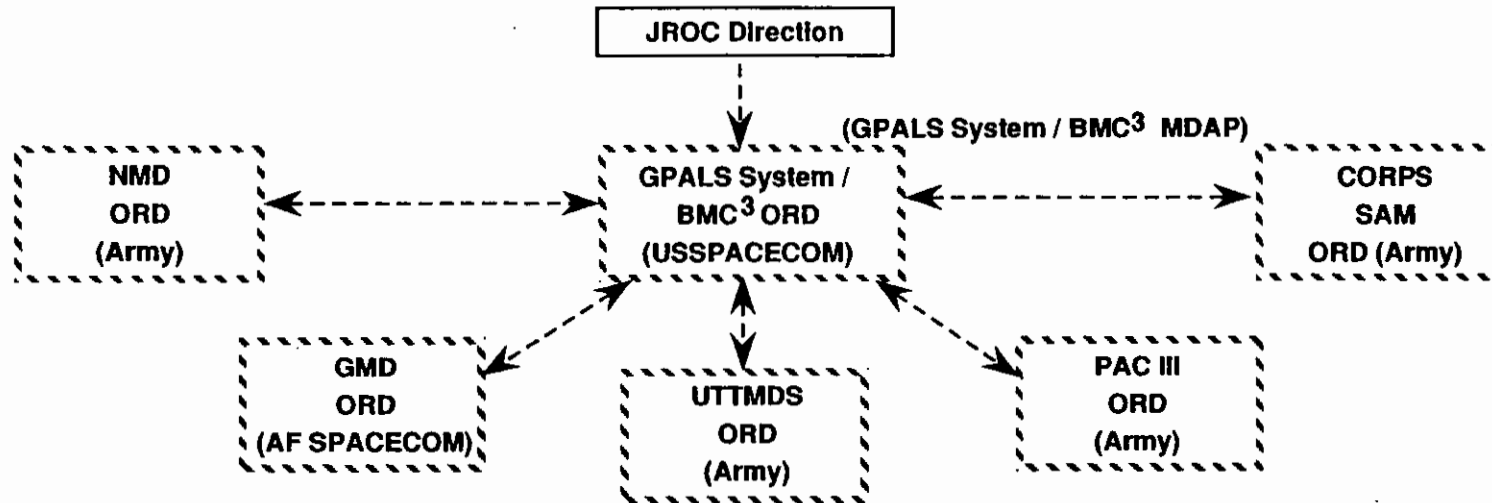 JROC Direction
(GPALS System / BMC³ MDAP)
NMD
ORD
(Army)
GPALS System /
BMC³ ORD
(USSPACECOM)
CORPS
SAM
ORD (Army)
GMD
ORD
(AF SPACECOM)
UTTMDS
ORD
(Army)
PAC III
ORD
(Army)